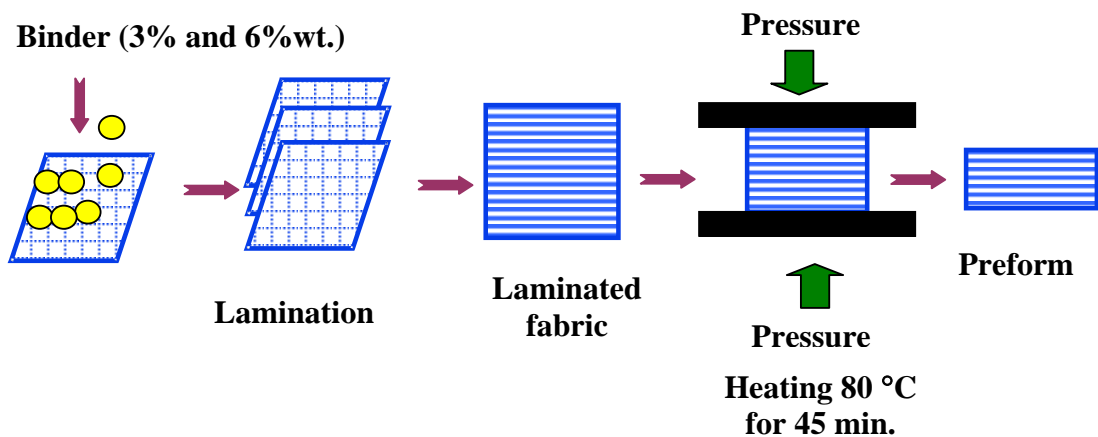 Binder (3% and 6%wt.)
Lamination
Laminated
fabric
Pressure
Pressure
Heating 80 °C
for 45 min.
Preform